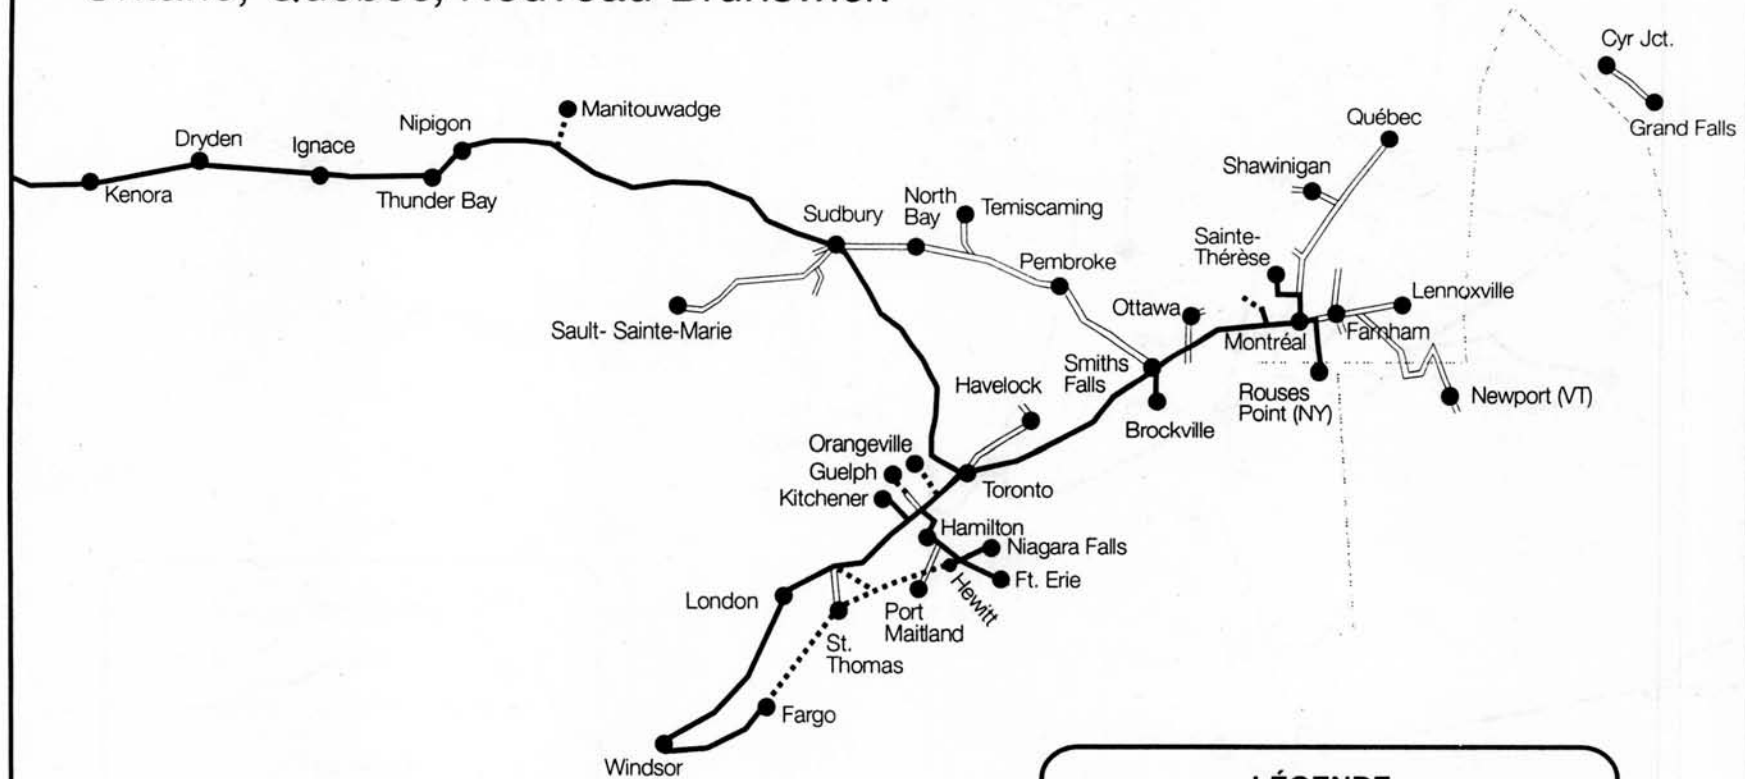 Ontario, Québec, Nouveau-Brunswick
Cyr Jct.
Grand Falls
Manitouwadge
Nipigon
Dryden
Ignace
Kenora
Thunder Bay
Québec
Shawinigan
North
Bay
Temiscaming
Sudbury
Sainte-
Thérèse
Pembroke
Ottawa
Lennoxville
Sault- Sainte-Marie
Montréal
Farnham
Smiths
Falls
Havelock
Rouses
Point (NY)
Newport (VT)
Brockville
Orangeville
Guelph
Kitchener
Toronto
Hamilton
Niagara Falls
Ft. Erie
Hewitt
London
Port
Maitland
St.
Thomas
Fargo
Windsor
LÉGENDE